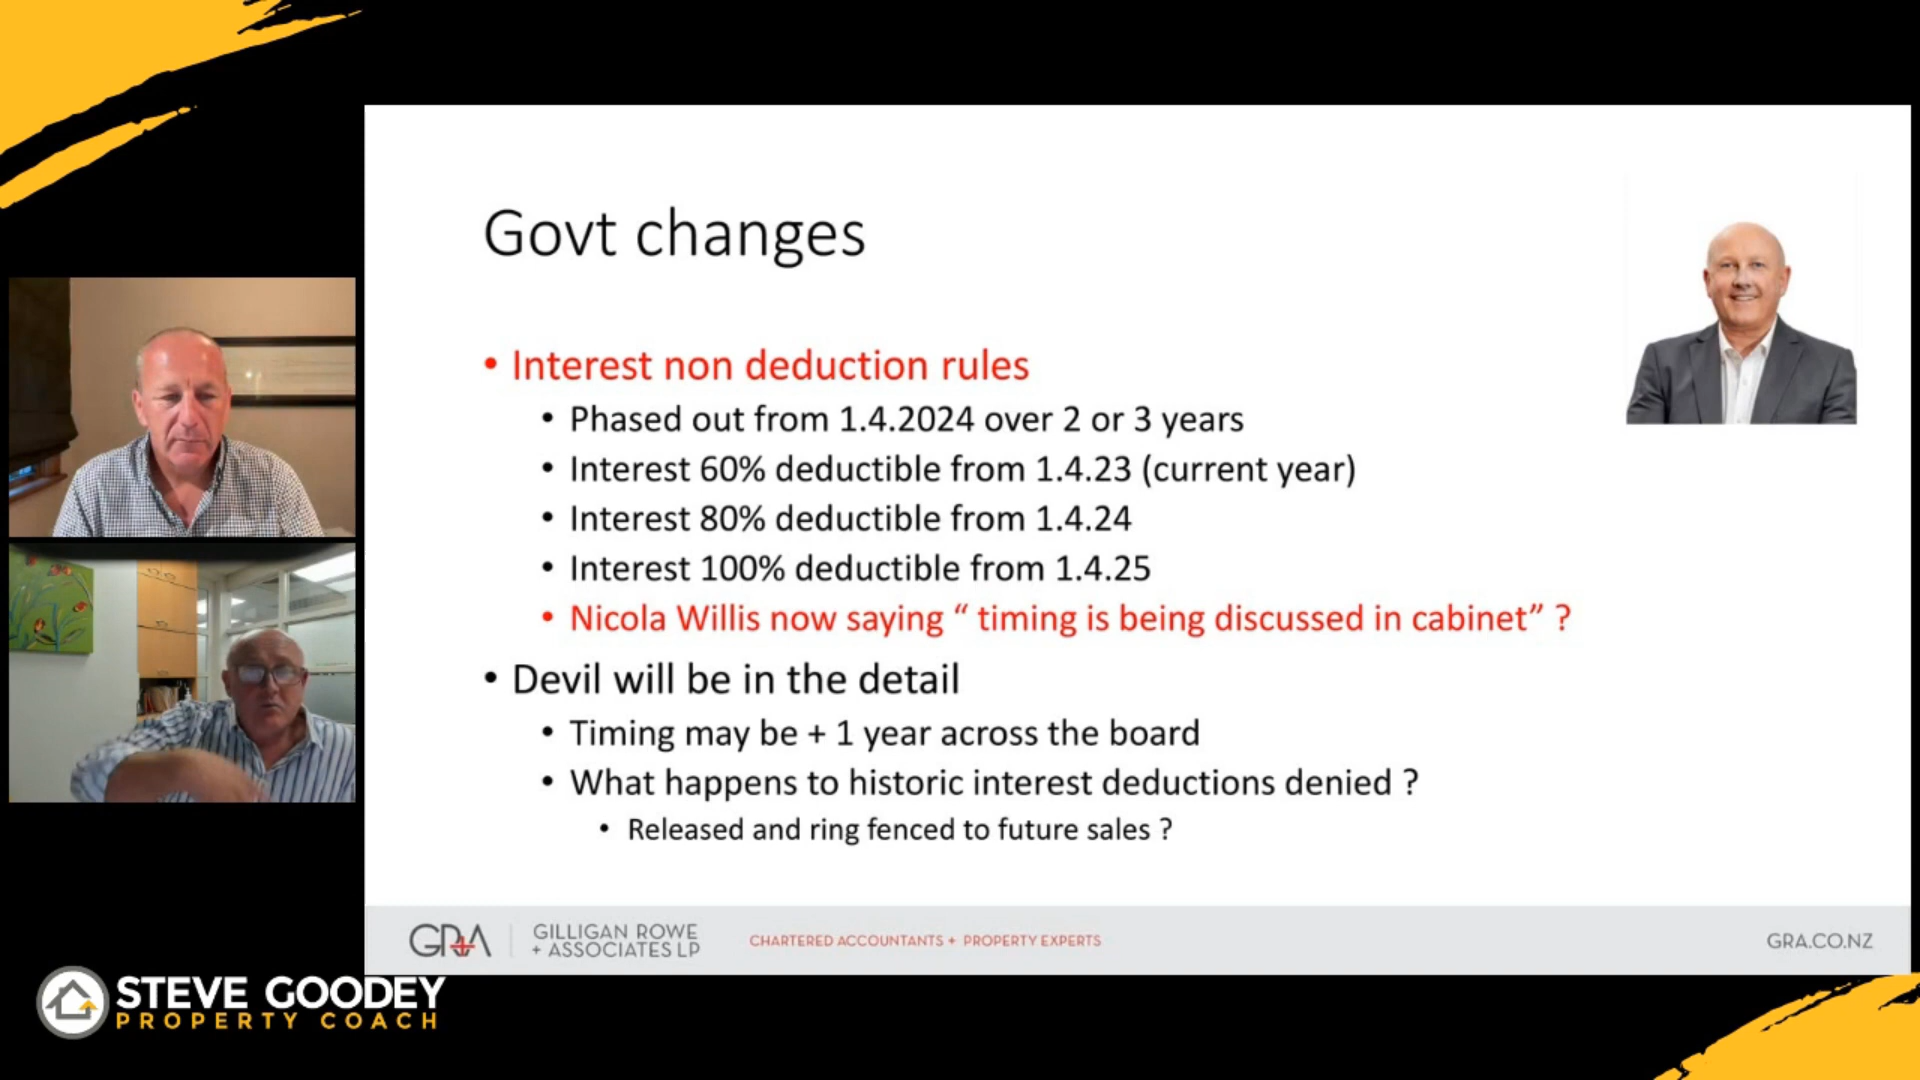 Govt changes
• Interest non deduction rules
• Phased out from 1.4.2024 over 2 or 3 years
• Interest 60% deductible from 1.4.23 (current year)
• Interest 80% deductible from 1.4.24
• Interest 100% deductible from 1.4.25
• Nicola Willis now saying “ timing is being discussed in cabinet” ?
• Devil will be in the detail
• Timing may be + 1 year across the board
• What happens to historic interest deductions denied ?
• Released and ring fenced to future sales ?
GRA
GILLIGAN ROWE
+ ASSOCIATES LP
CHARTERED ACCOUNTANTS + PROPERTY EXPERTS
GRA.CO.NZ
STEVE GOODEY
PROPERTY COACH